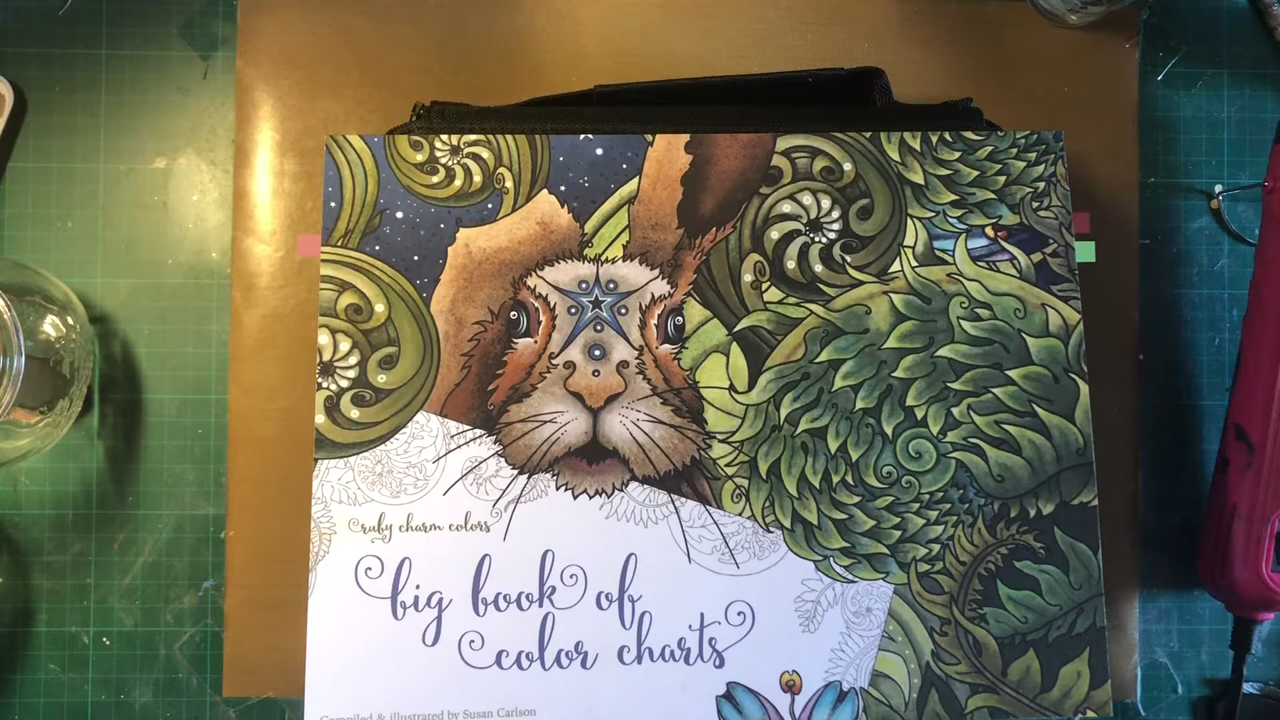 ruby charm colors
big book of
color charts
Compiled & illustrated by Susan Carlson